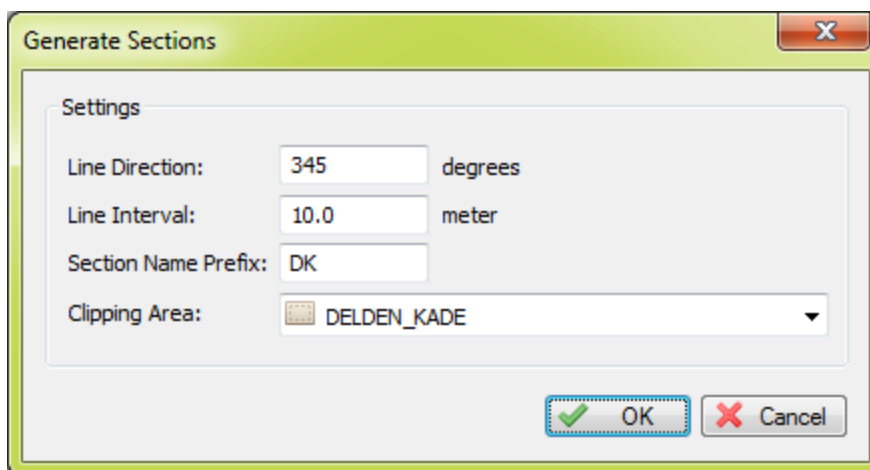 Generate Sections
Settings
Line Direction: 345 degrees
Line Interval: 10.0 meter
Section Name Prefix: DK
Clipping Area: DELDEN_KADE
OK Cancel